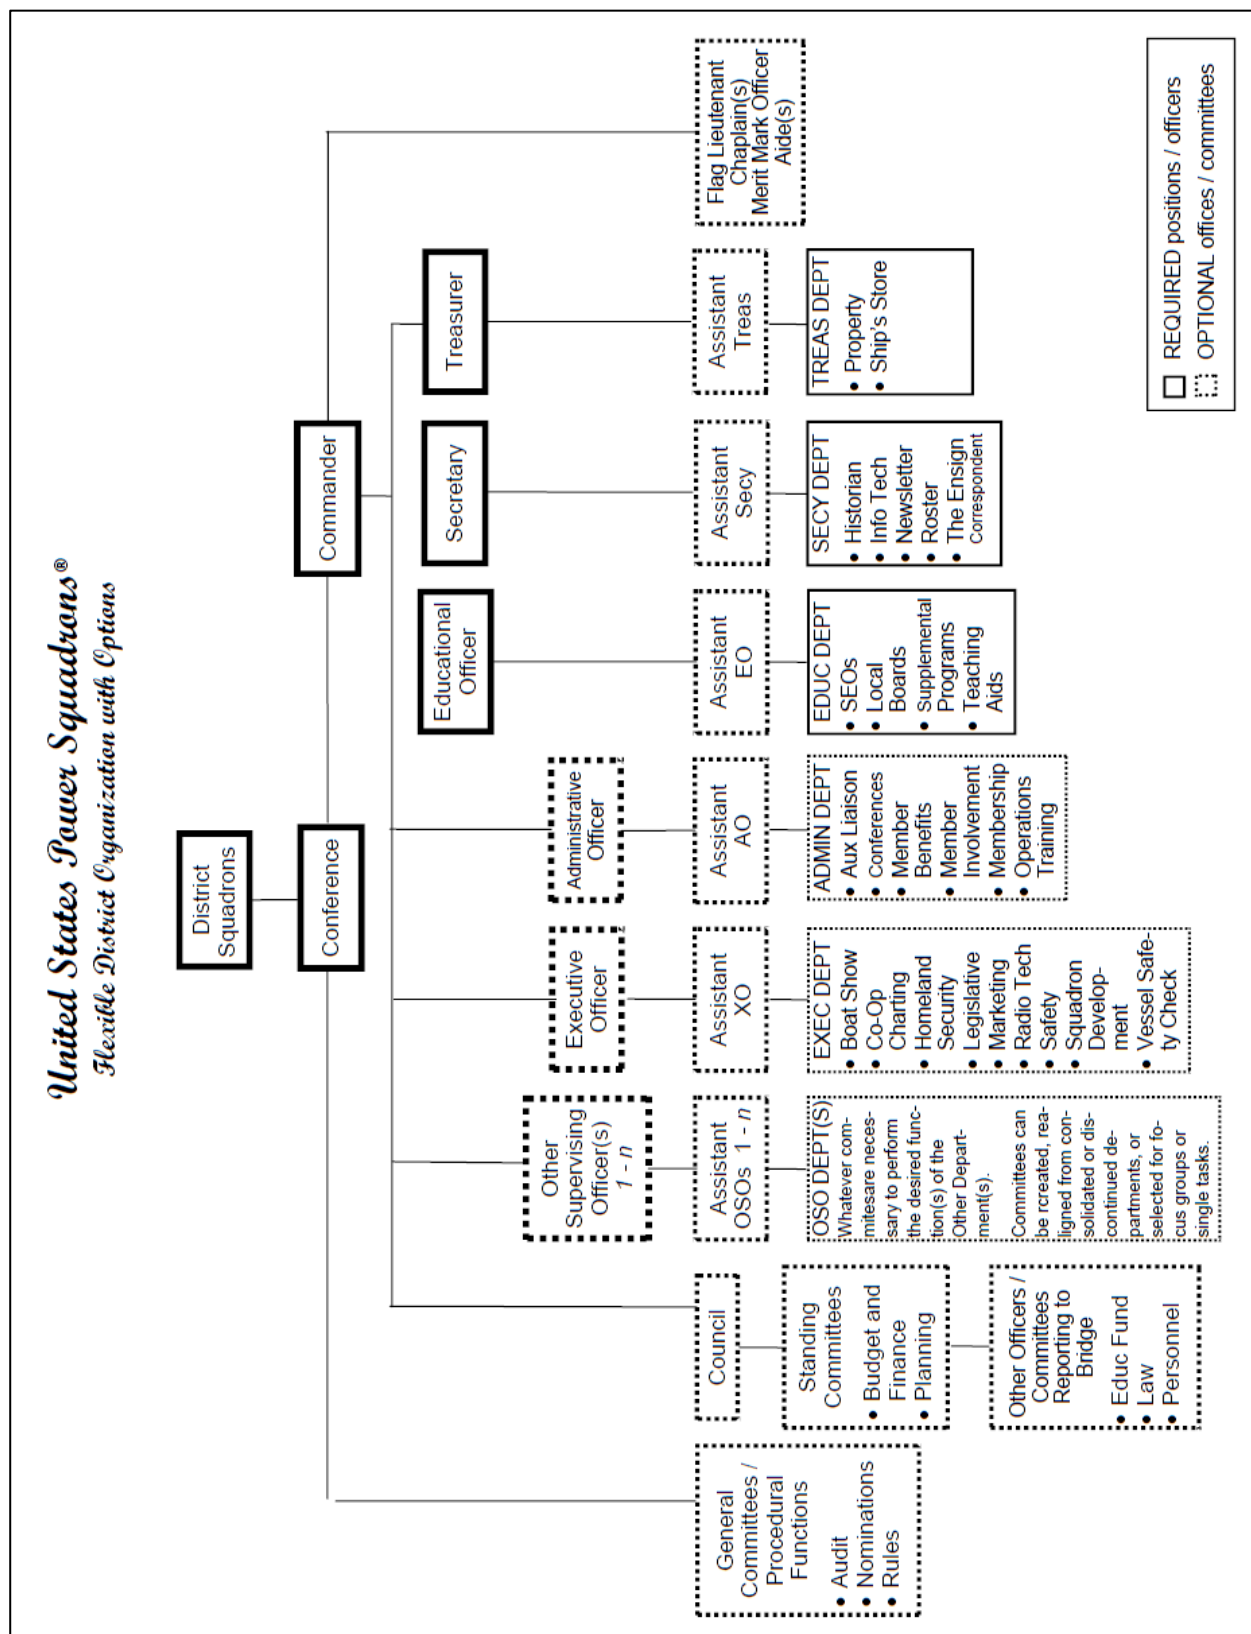 United States Power Squadrons®
Flexible District Organization with Options
District
Squadrons
Conference
Commander
General
Committees /
Procedural
Functions
• Audit
• Nominations
• Rules
Council
Standing
Committees
• Budget and
Finance
• Planning
Other Officers /
Committees
Reporting to
Bridge
• Educ Fund
• Law
• Personnel
Other
Supervising
Officer(s)
1 - n
Assistant
OSOs 1 - n
OSO DEPT(S)
Whatever com-
mitesare neces-
sary to perform
the desired func-
tion(s) of the
Other Depart-
ment(s).
Committees can
be rcreated, rea-
ligned from con-
solidated or dis-
continued de-
partments, or
selected for fo-
cus groups or
single tasks.
Executive
Officer
Assistant
XO
EXEC DEPT
• Boat Show
• Co-Op
Charting
• Homeland
Security
• Legislative
• Marketing
• Radio Tech
• Safety
• Squadron
Develop-
ment
• Vessel Safe-
ty Check
Administrative
Officer
Assistant
AO
ADMIN DEPT
• Aux Liaison
• Conferences
• Member
Benefits
• Member
Involvement
• Membership
• Operations
Training
Educational
Officer
Assistant
EO
EDUC DEPT
• SEOs
• Local
Boards
• Supplemental
Programs
• Teaching
Aids
Secretary
Assistant
Secy
SECY DEPT
• Historian
• Info Tech
• Newsletter
• Roster
• The Ensign
Correspondent
Treasurer
Assistant
Treas
TREAS DEPT
• Property
• Ship's Store
Flag Lieutenant
Chaplain(s)
Merit Mark Officer
Aide(s)
REQUIRED positions / officers
OPTIONAL offices / committees